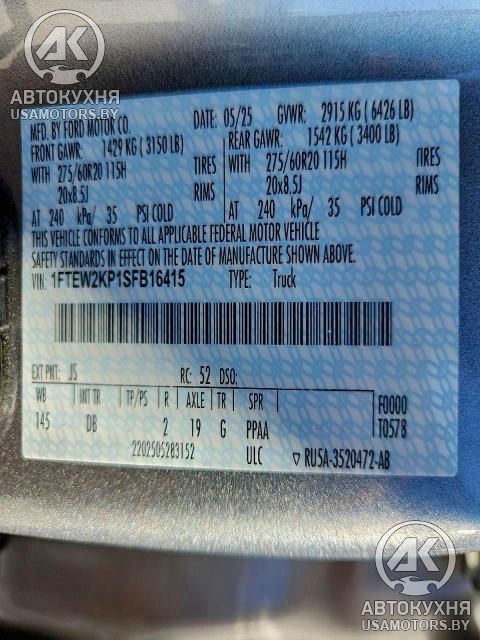 AK
АВТОКУХНЯ
USAMOTORS.BY
MFD. BY FORD MOTOR CO.
DATE: 05/25 GVWR: 2915 KG ( 6426 LB)
FRONT GAWR: 1429 KG ( 3150 LB)
REAR GAWR: 1542 KG ( 3400 LB)
WITH 275/60R20 115H TIRES
WITH 275/60R20 115H TIRES
20x8.5J RIMS
20x8.5J RIMS
AT 240 kPa/ 35 PSI COLD
AT 240 kPa/ 35 PSI COLD
THIS VEHICLE CONFORMS TO ALL APPLICABLE FEDERAL MOTOR VEHICLE
SAFETY STANDARDS IN EFFECT ON THE DATE OF MANUFACTURE SHOWN ABOVE.
VIN: 1FTEW2KP1SFB16415 TYPE: Truck
EXT PNT: JS RC: 52 DSO:
WB INT TR TP/PS R AXLE TR SPR
145 DB 2 19 G PPAA
F0000
T0578
2202505283152 ULC ▽ RU5A-3520472-AB
AK
АВТОКУХНЯ
USAMOTORS.BY